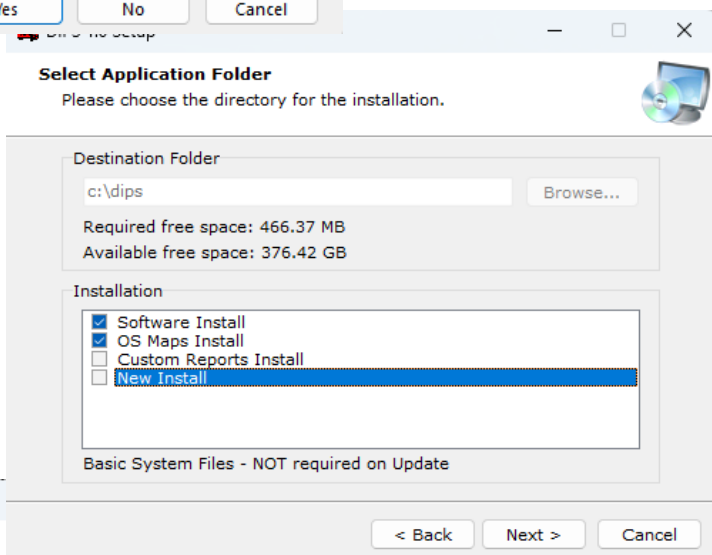 No
Cancel
Select Application Folder
Please choose the directory for the installation.
Destination Folder
c:\dips
Browse...
Required free space: 466.37 MB
Available free space: 376.42 GB
Installation
Software Install
OS Maps Install
Custom Reports Install
New Install
Basic System Files - NOT required on Update
< Back
Next >
Cancel